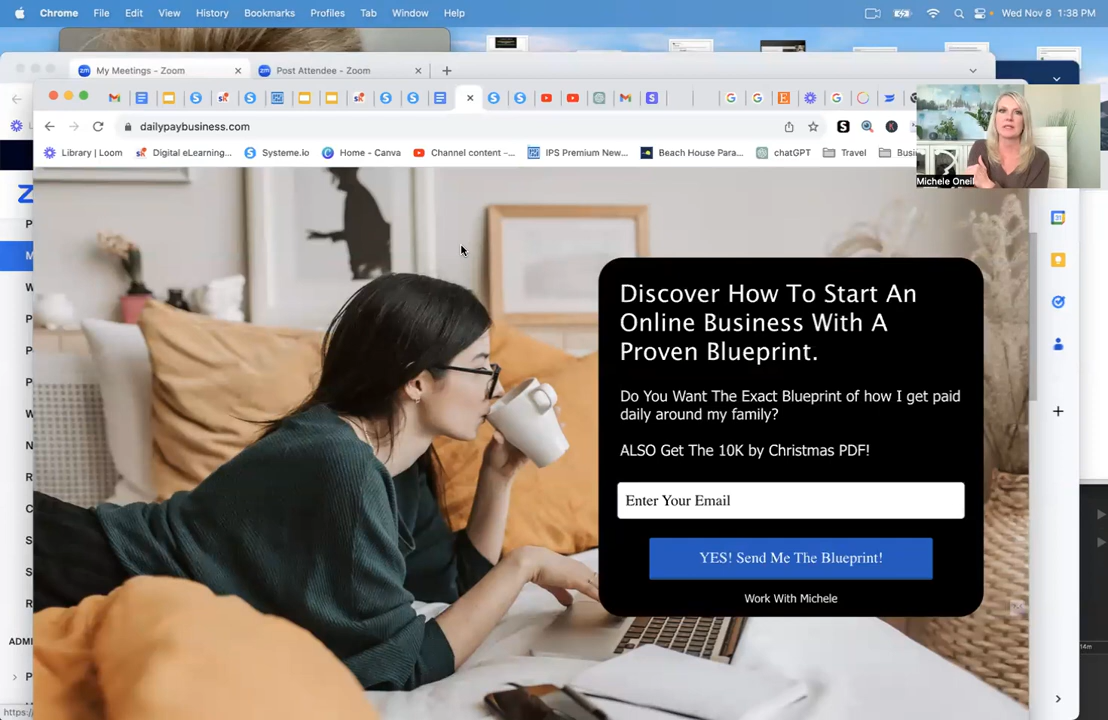 Chrome File Edit View History Bookmarks Profiles Tab Window Help Wed Nov 8 1:38 PM
My Meetings - Zoom Post Attendee - Zoom
dailypaybusiness.com
Library | Loom Digital eLearning... Systeme.io Home - Canva Channel content -... IPS Premium New... Beach House Para... chatGPT Travel Busi
Michele Oneil
Discover How To Start An
Online Business With A
Proven Blueprint.
Do You Want The Exact Blueprint of how I get paid
daily around my family?
ALSO Get The 10K by Christmas PDF!
Enter Your Email
YES! Send Me The Blueprint!
Work With Michele
ADMI
14m
https:/